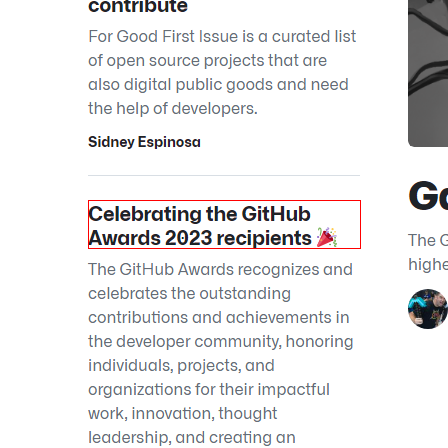 contribute
For Good First Issue is a curated list
of open source projects that are
also digital public goods and need
the help of developers.
Sidney Espinosa
Celebrating the GitHub
Awards 2023 recipients 🎉
The GitHub Awards recognizes and
celebrates the outstanding
contributions and achievements in
the developer community, honoring
individuals, projects, and
organizations for their impactful
work, innovation, thought
leadership, and creating an
The G
highe